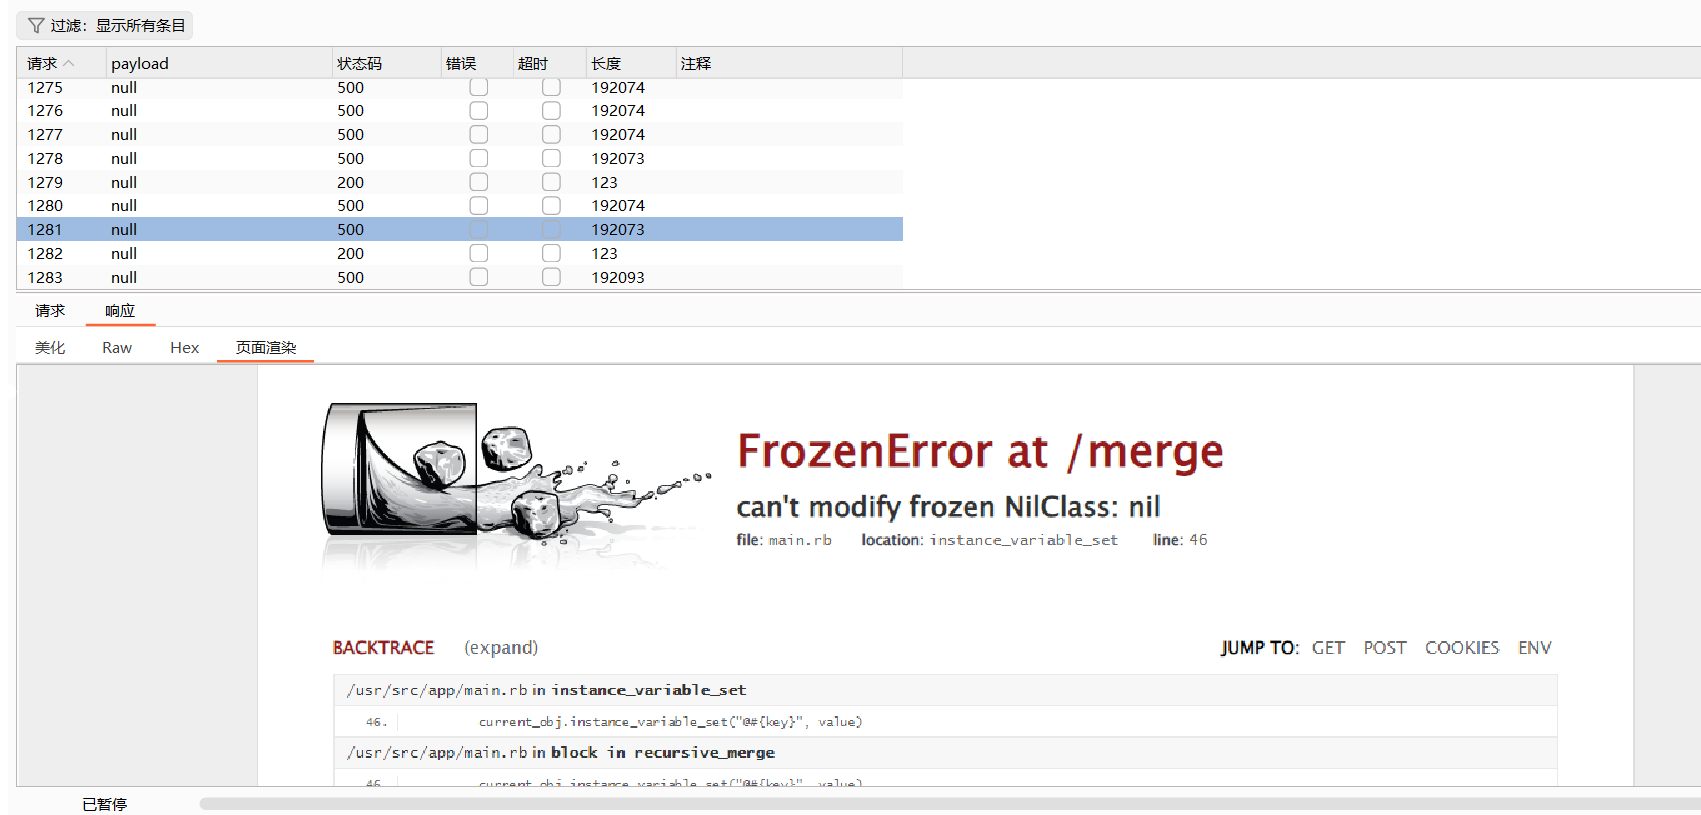 过滤：显示所有条目
请求 payload 状态码 错误 超时 长度 注释
1275 null 500 192074
1276 null 500 192074
1277 null 500 192074
1278 null 500 192073
1279 null 200 123
1280 null 500 192074
1281 null 500 192073
1282 null 200 123
1283 null 500 192093
请求 响应
美化 Raw Hex 页面渲染
FrozenError at /merge
can't modify frozen NilClass: nil
file: main.rb location: instance_variable_set line: 46
BACKTRACE (expand) JUMP TO: GET POST COOKIES ENV
/usr/src/app/main.rb in instance_variable_set
46. current_obj.instance_variable_set("@#{key}", value)
/usr/src/app/main.rb in block in recursive_merge
46. current_obj.instance_variable_set("@#{key}", value)
已暂停